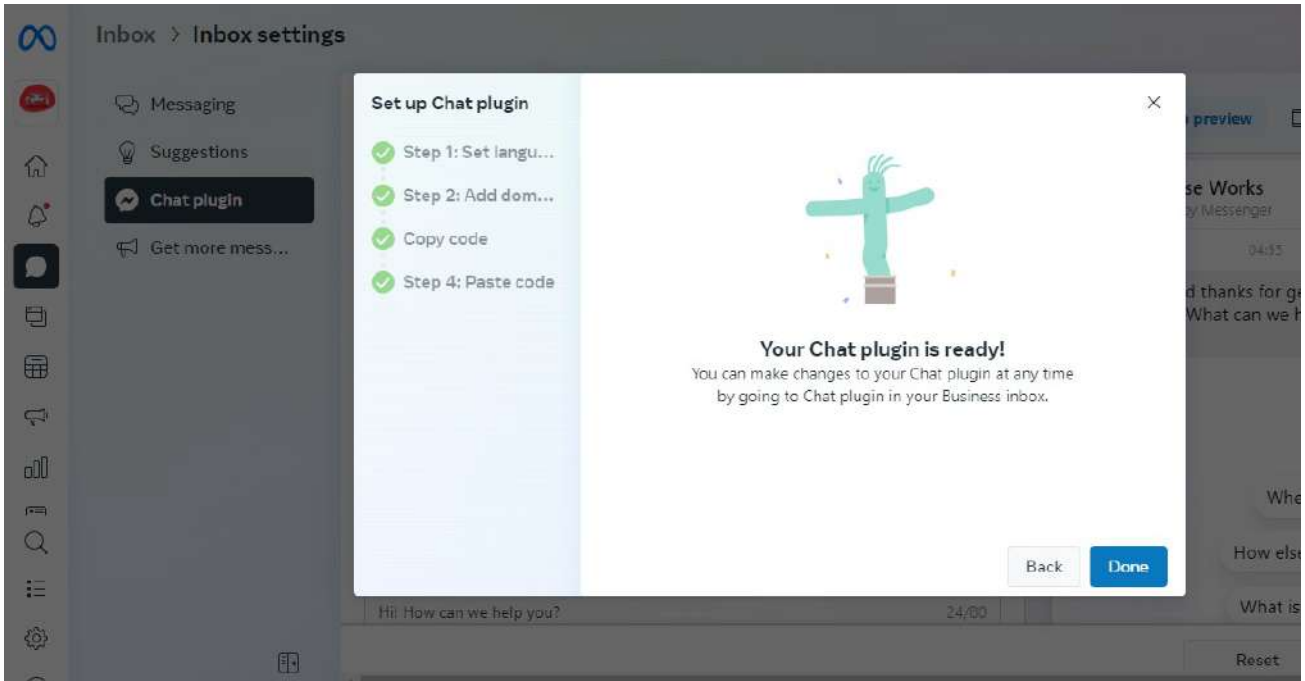 Inbox > Inbox settings
Messaging
Suggestions
Chat plugin
Get more mess...
Set up Chat plugin
Step 1: Set langu...
Step 2: Add dom...
Copy code
Step 4: Paste code
Your Chat plugin is ready!
You can make changes to your Chat plugin at any time
by going to Chat plugin in your Business inbox.
Back
Done
preview
se Works
by Messenger
04:35
d thanks for ge
What can we h
Whe
How else
What is
Hi! How can we help you?
24/80
Reset